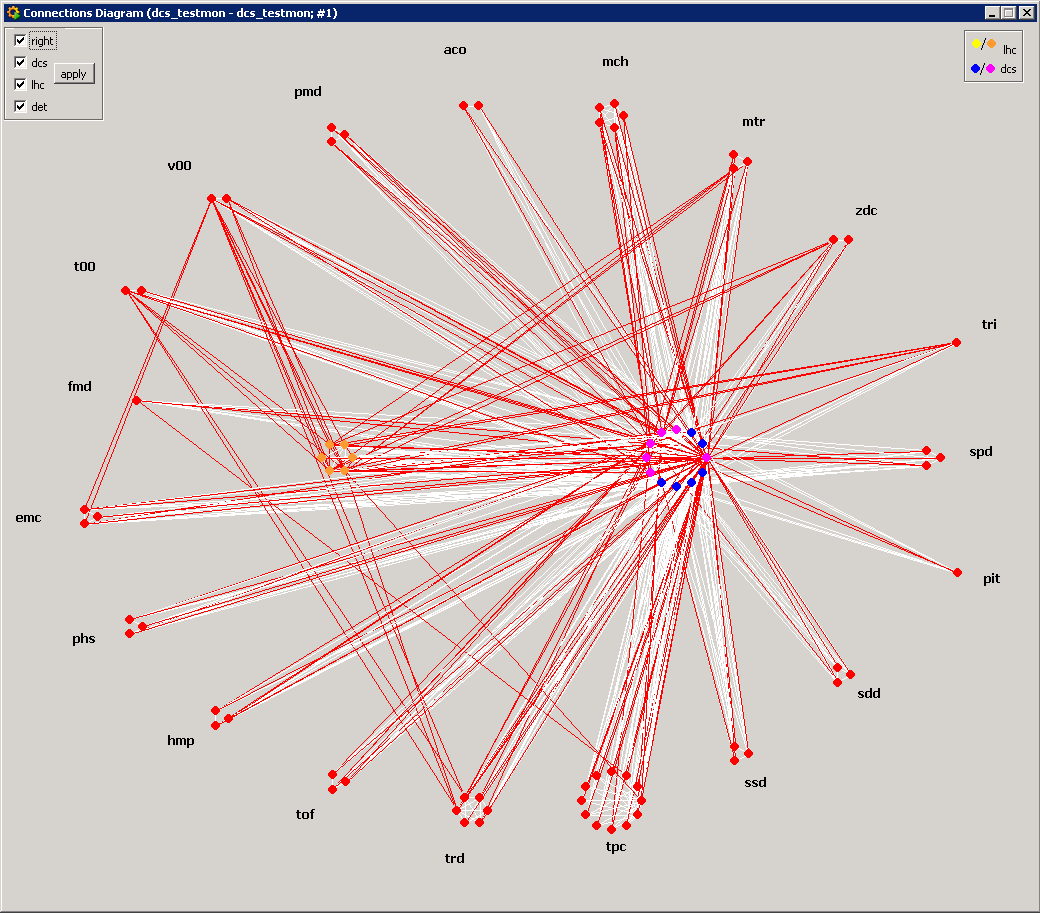 Connections Diagram (dcs_testmon - dcs_testmon; #1)
right
dcs
lhc
det
apply
lhc
dcs
aco
mch
pmd
mtr
v00
zdc
t00
tri
fmd
spd
emc
pit
phs
sdd
hmp
ssd
tof
tpc
trd